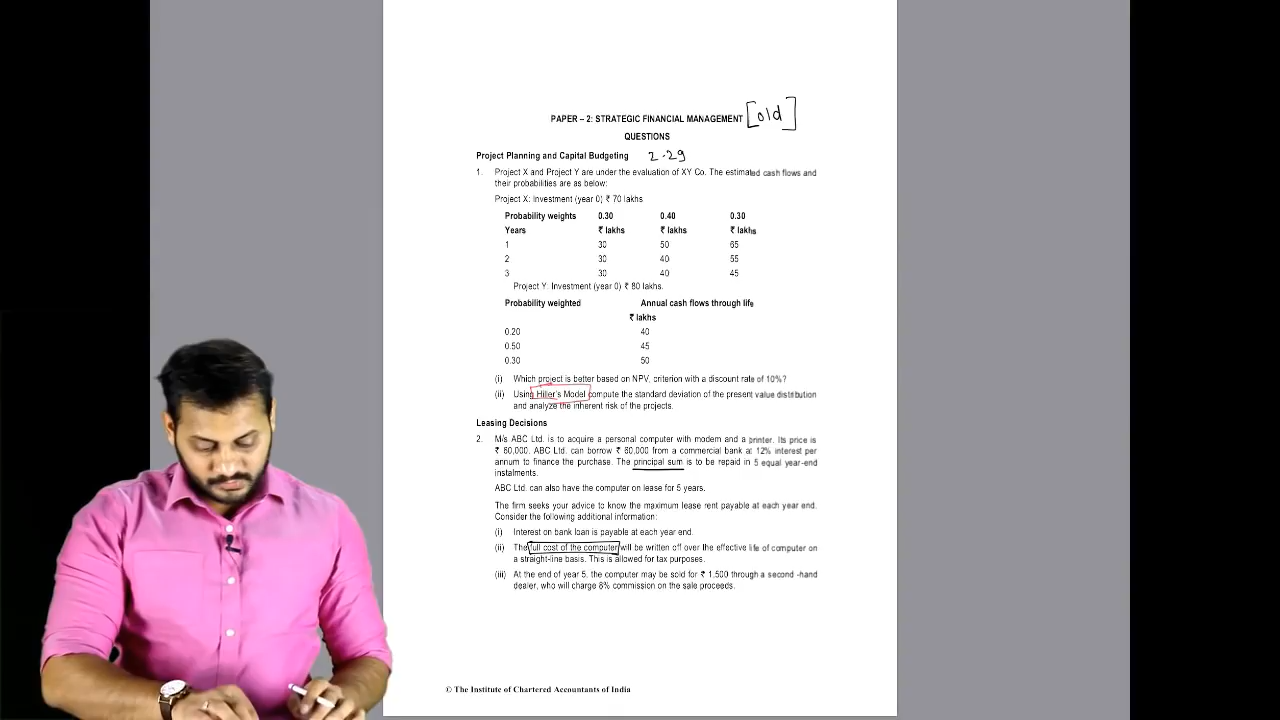 PAPER – 2: STRATEGIC FINANCIAL MANAGEMENT [old]
QUESTIONS
Project Planning and Capital Budgeting 2.29
1. Project X and Project Y are under the evaluation of XY Co. The estimated cash flows and
their probabilities are as below:
Project X: Investment (year 0) ₹ 70 lakhs
Probability weights 0.30 0.40 0.30
Years ₹ lakhs ₹ lakhs ₹ lakhs
1 30 50 65
2 30 40 55
3 30 40 45
Project Y: Investment (year 0) ₹ 80 lakhs.
Probability weighted Annual cash flows through life
₹ lakhs
0.20 40
0.50 45
0.30 50
(i) Which project is better based on NPV, criterion with a discount rate of 10%?
(ii) Using Hiller's Model compute the standard deviation of the present value distribution
and analyze the inherent risk of the projects.
Leasing Decisions
2. M/s ABC Ltd. is to acquire a personal computer with modem and a printer. Its price is
₹ 60,000. ABC Ltd. can borrow ₹ 60,000 from a commercial bank at 12% interest per
annum to finance the purchase. The principal sum is to be repaid in 5 equal year-end
instalments.
ABC Ltd. can also have the computer on lease for 5 years.
The firm seeks your advice to know the maximum lease rent payable at each year end.
Consider the following additional information:
(i) Interest on bank loan is payable at each year end.
(ii) The full cost of the computer will be written off over the effective life of computer on
a straight-line basis. This is allowed for tax purposes.
(iii) At the end of year 5, the computer may be sold for ₹ 1,500 through a second -hand
dealer, who will charge 8% commission on the sale proceeds.
© The Institute of Chartered Accountants of India